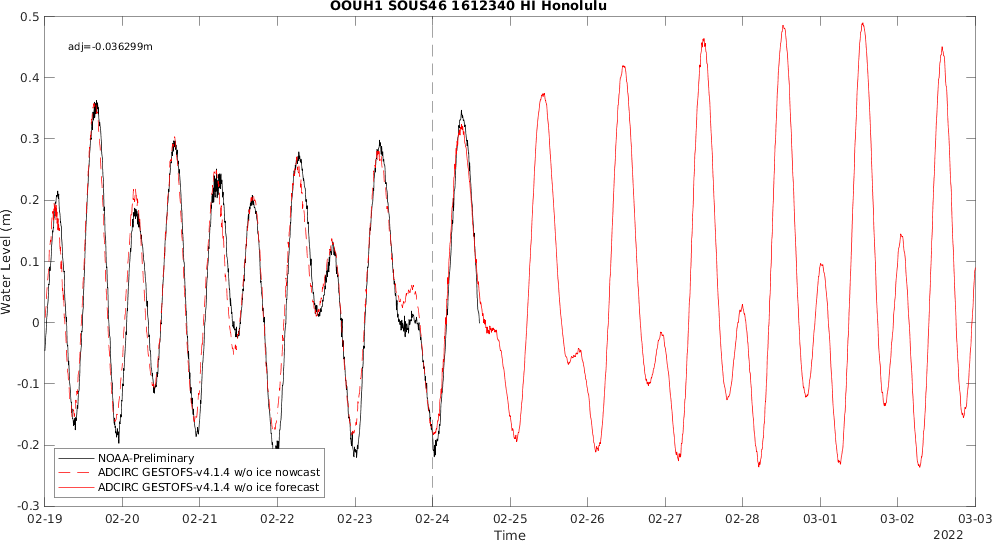 OOUH1 SOUS46 1612340 HI Honolulu
adj=-0.036299m
Water Level (m)
0.5
0.4
0.3
0.2
0.1
0
-0.1
-0.2
-0.3
NOAA-Preliminary
ADCIRC GESTOFS-v4.1.4 w/o ice nowcast
ADCIRC GESTOFS-v4.1.4 w/o ice forecast
02-19 02-20 02-21 02-22 02-23 02-24 02-25 02-26 02-27 02-28 03-01 03-02 03-03
Time
2022